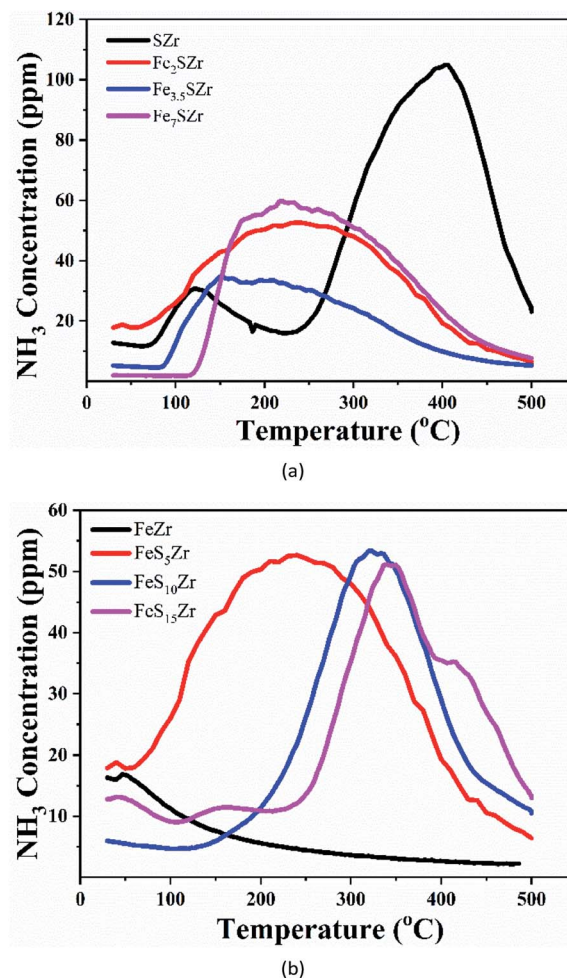 120
100
80
60
40
20
NH₃ Concentration (ppm)
SZr
Fe₂SZr
Fe₃.₅SZr
Fe₇SZr
0 100 200 300 400 500
Temperature (°C)
(a)
60
50
40
30
20
10
NH₃ Concentration (ppm)
FeZr
FeS₅Zr
FeS₁₀Zr
FeS₁₅Zr
0 100 200 300 400 500
Temperature (°C)
(b)